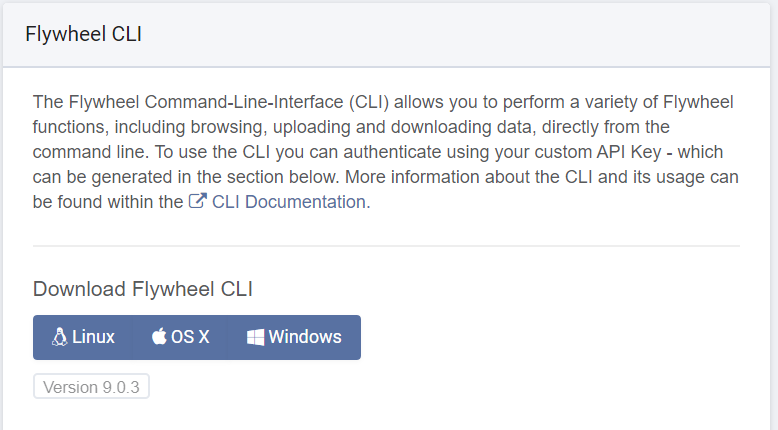 Flywheel CLI
The Flywheel Command-Line-Interface (CLI) allows you to perform a variety of Flywheel
functions, including browsing, uploading and downloading data, directly from the
command line. To use the CLI you can authenticate using your custom API Key - which
can be generated in the section below. More information about the CLI and its usage can
be found within the CLI Documentation.
Download Flywheel CLI
Linux OS X Windows
Version 9.0.3